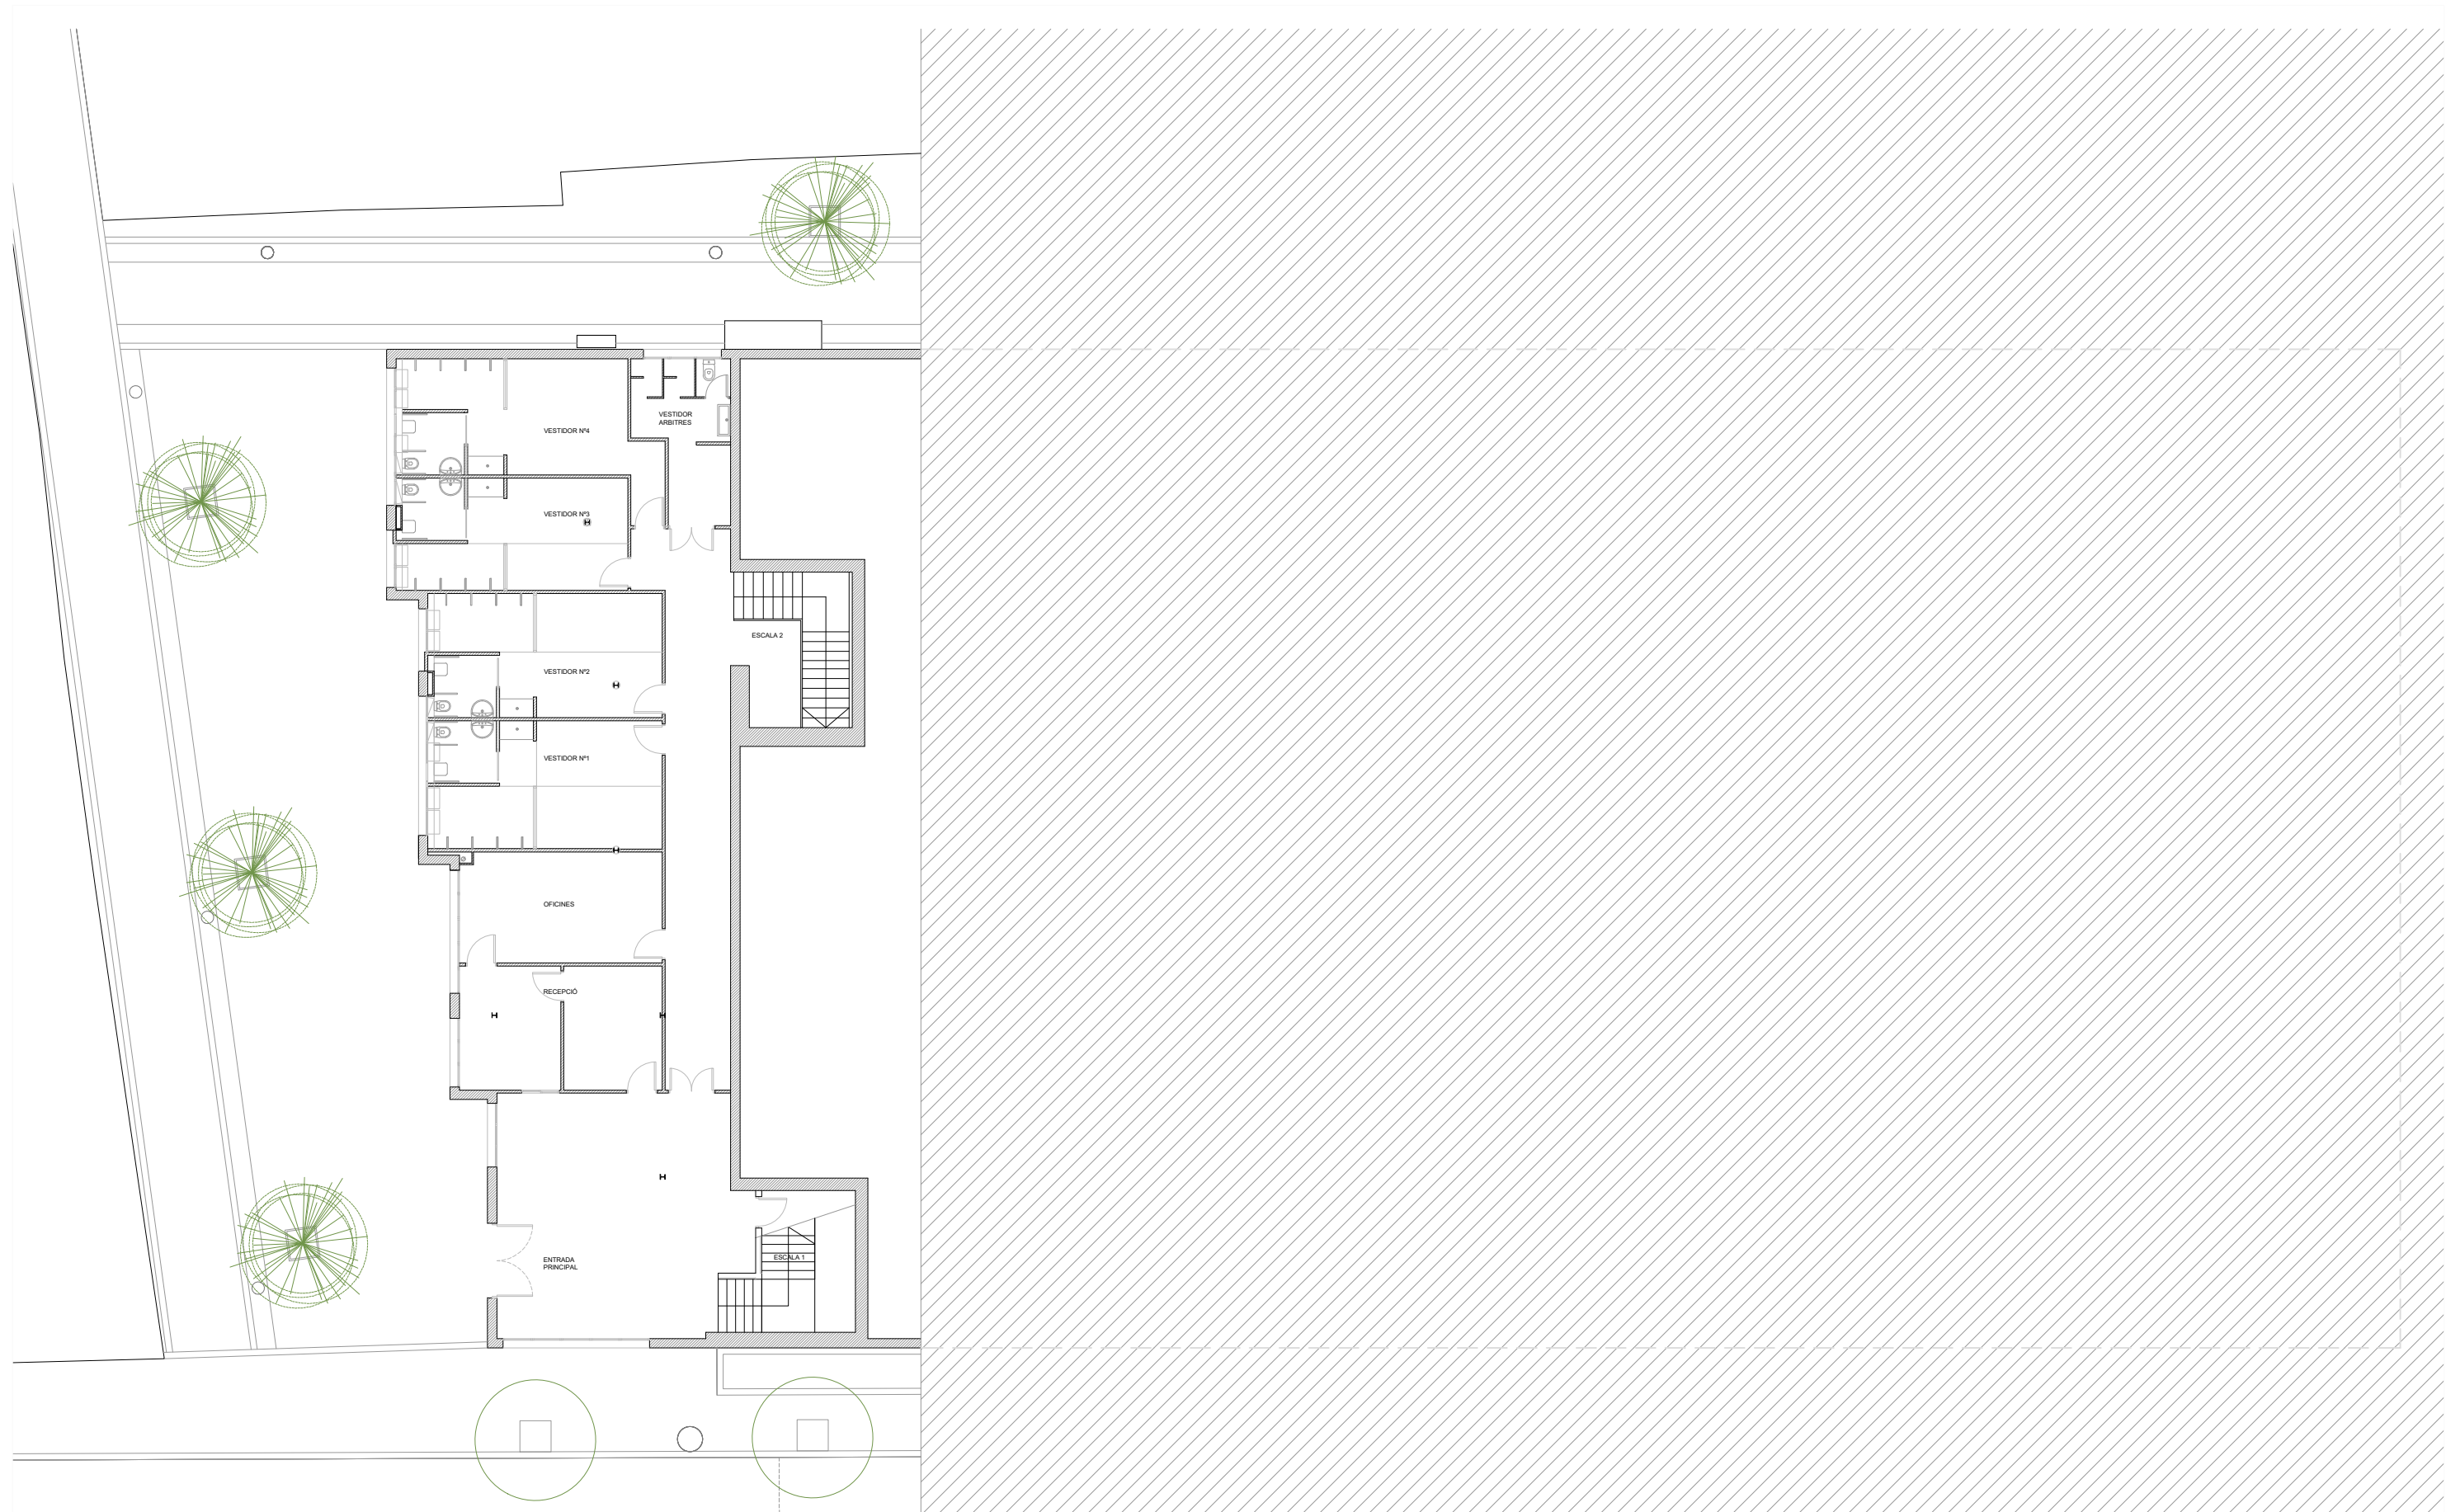 VESTIDOR
ARBITRES
VESTIDOR Nº4
VESTIDOR Nº3
ESCALA 2
VESTIDOR Nº2
VESTIDOR Nº1
OFICINES
RECEPCIÓ
ESCALA 1
ENTRADA
PRINCIPAL